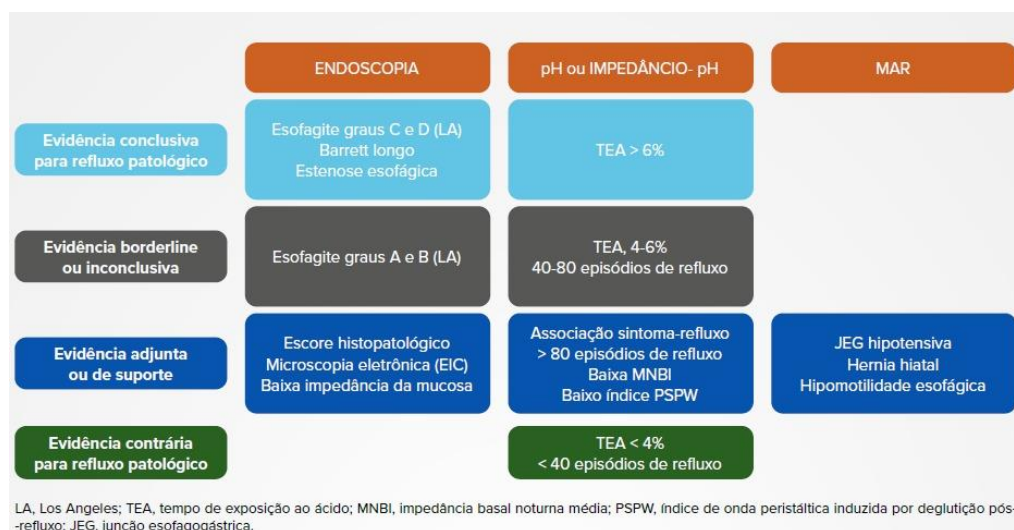 ENDOSCOPIA
pH ou IMPEDÂNCIO- pH
MAR
Evidência conclusiva
para refluxo patológico
Esofagite graus C e D (LA)
Barrett longo
Estenose esofágica
TEA > 6%
Evidência borderline
ou inconclusiva
Esofagite graus A e B (LA)
TEA, 4-6%
40-80 episódios de refluxo
Evidência adjunta
ou de suporte
Escore histopatológico
Microscopia eletrônica (EIC)
Baixa impedância da mucosa
Associação sintoma-refluxo
> 80 episódios de refluxo
Baixa MNBI
Baixo índice PSPW
JEG hipotensiva
Hernia hiatal
Hipomotilidade esofágica
Evidência contrária
para refluxo patológico
TEA < 4%
< 40 episódios de refluxo
LA, Los Angeles; TEA, tempo de exposição ao ácido; MNBI, impedância basal noturna média; PSPW, índice de onda peristáltica induzida por deglutição pós-
-refluxo; JEG, junção esofagogástrica.